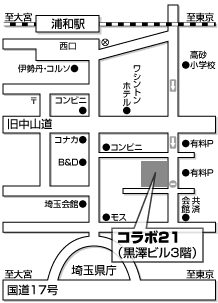 至大宮
浦和駅
至東京
西口
高砂
小学校
伊勢丹・コルソ
ワシントン
ホテル
〒
コンビニ
旧中山道
コナカ
コンビニ
有料P
B&D
有料P
埼玉会館
共済
会館
モス
コラボ21
(黒澤ビル3階)
至大宮
埼玉県庁
至東京
国道17号